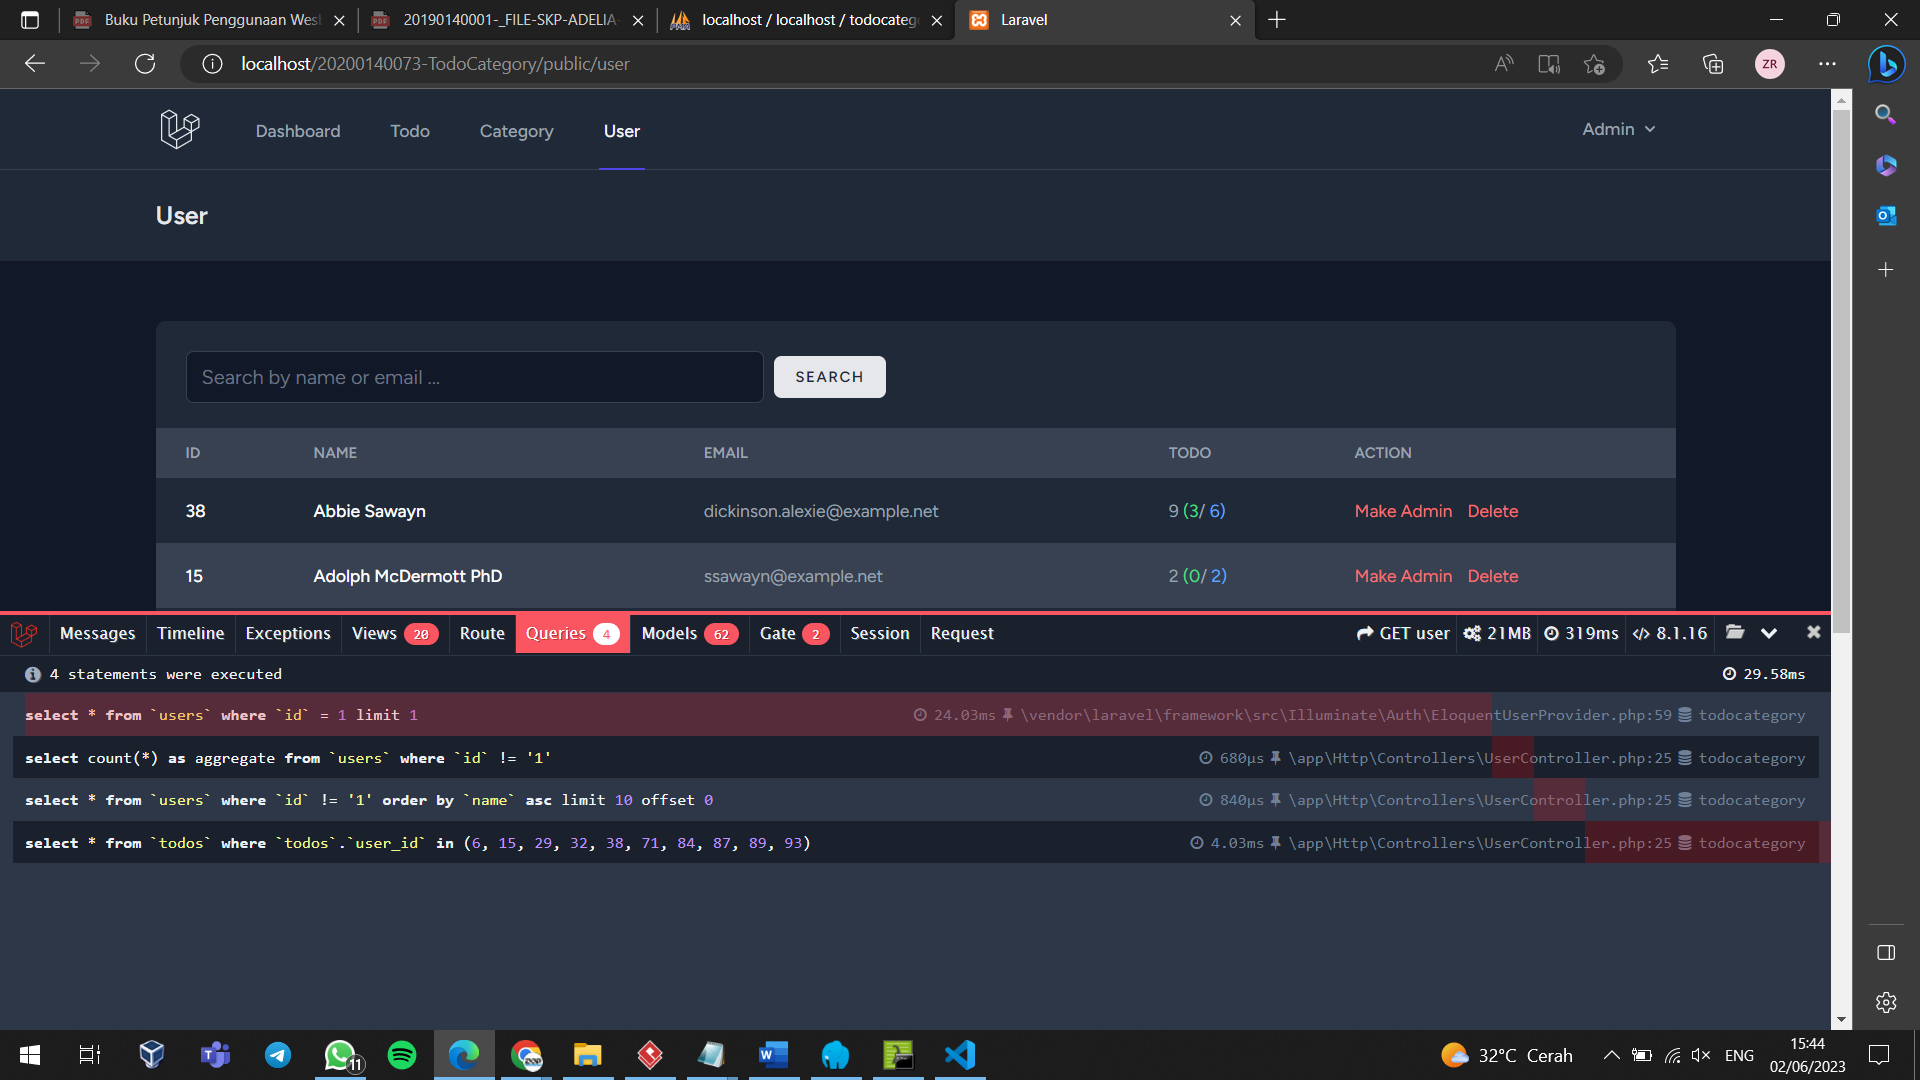 Buku Petunjuk Penggunaan Wes
20190140001-_FILE-SKP-ADELIA-
localhost / localhost / todocateg
Laravel
localhost/20200140073-TodoCategory/public/user
ZR
Dashboard
Todo
Category
User
Admin
User
Search by name or email ...
SEARCH
ID NAME EMAIL TODO ACTION
38 Abbie Sawayn dickinson.alexie@example.net 9 (3/ 6) Make Admin Delete
15 Adolph McDermott PhD ssawayn@example.net 2 (0/ 2) Make Admin Delete
Messages Timeline Exceptions Views 20 Route Queries 4 Models 62 Gate 2 Session Request GET user 21MB 319ms 8.1.16
4 statements were executed 29.58ms
select * from `users` where `id` = 1 limit 1 24.03ms \vendor\laravel\framework\src\Illuminate\Auth\EloquentUserProvider.php:59 todocategory
select count(*) as aggregate from `users` where `id` != '1' 680μs \app\Http\Controllers\UserController.php:25 todocategory
select * from `users` where `id` != '1' order by `name` asc limit 10 offset 0 840μs \app\Http\Controllers\UserController.php:25 todocategory
select * from `todos` where `todos`.`user_id` in (6, 15, 29, 32, 38, 71, 84, 87, 89, 93) 4.03ms \app\Http\Controllers\UserController.php:25 todocategory
11
32°C Cerah
ENG
15:44
02/06/2023